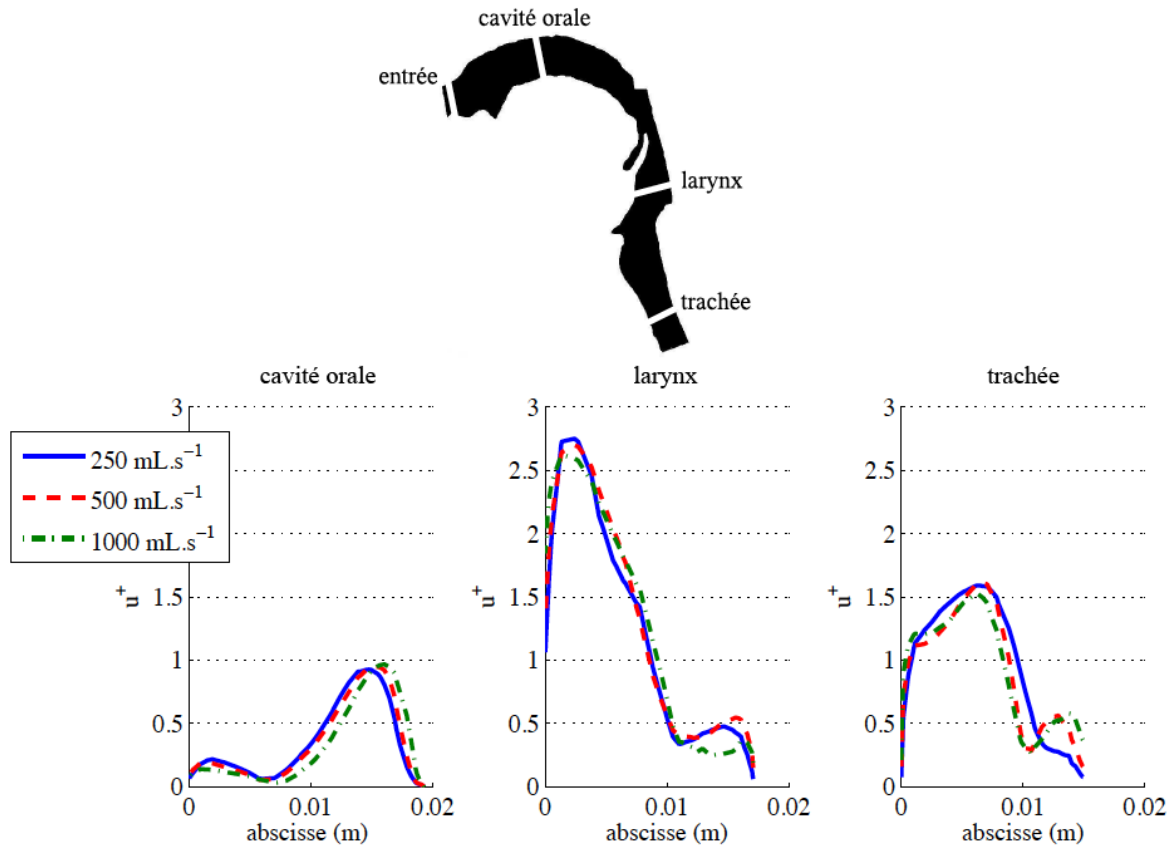 cavité orale
entrée
larynx
trachée
cavité orale
larynx
trachée
250 mL.s⁻¹
500 mL.s⁻¹
1000 mL.s⁻¹
u⁺
3
2.5
2
1.5
1
0.5
0
0
0.01
0.02
abscisse (m)
u⁺
3
2.5
2
1.5
1
0.5
0
0
0.01
0.02
abscisse (m)
u⁺
3
2.5
2
1.5
1
0.5
0
0
0.01
0.02
abscisse (m)